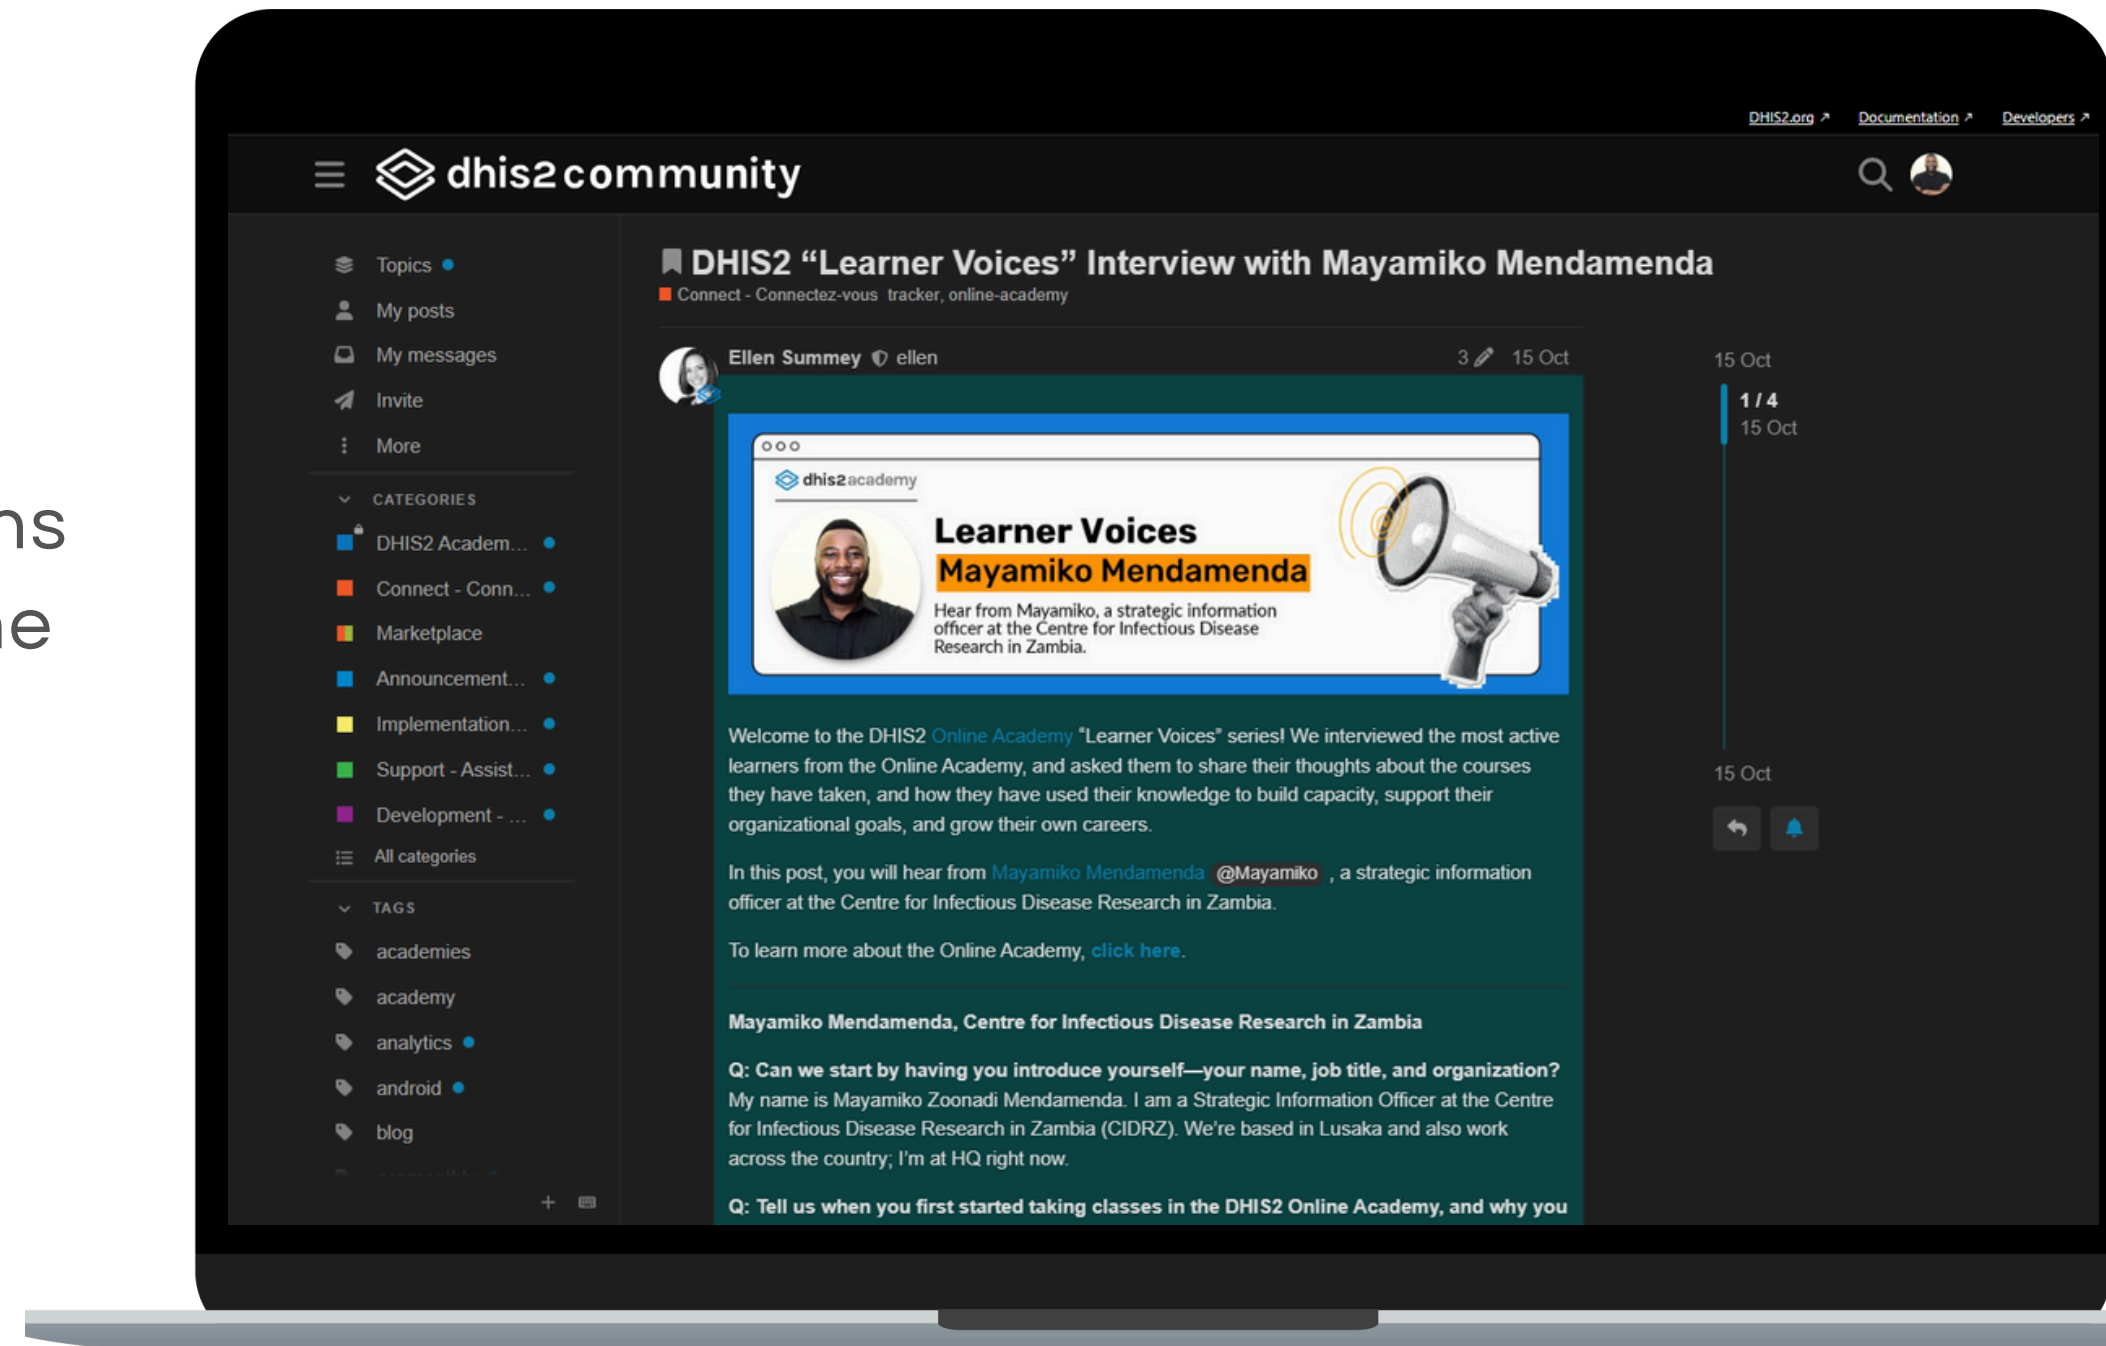 ns
ne
DHIS2.org ↗ Documentation ↗ Developers ↗
dhis2 community
Topics
My posts
My messages
Invite
More
CATEGORIES
DHIS2 Academ...
Connect - Conn...
Marketplace
Announcement...
Implementation...
Support - Assist...
Development - ...
All categories
TAGS
academies
academy
analytics
android
blog
DHIS2 “Learner Voices” Interview with Mayamiko Mendamenda
Connect - Connectez-vous tracker, online-academy
Ellen Summey ellen 3 15 Oct
dhis2academy
Learner Voices
Mayamiko Mendamenda
Hear from Mayamiko, a strategic information
officer at the Centre for Infectious Disease
Research in Zambia.
Welcome to the DHIS2 Online Academy “Learner Voices” series! We interviewed the most active
learners from the Online Academy, and asked them to share their thoughts about the courses
they have taken, and how they have used their knowledge to build capacity, support their
organizational goals, and grow their own careers.
In this post, you will hear from Mayamiko Mendamenda @Mayamiko , a strategic information
officer at the Centre for Infectious Disease Research in Zambia.
To learn more about the Online Academy, click here.
Mayamiko Mendamenda, Centre for Infectious Disease Research in Zambia
Q: Can we start by having you introduce yourself—your name, job title, and organization?
My name is Mayamiko Zoonadi Mendamenda. I am a Strategic Information Officer at the Centre
for Infectious Disease Research in Zambia (CIDRZ). We’re based in Lusaka and also work
across the country; I’m at HQ right now.
Q: Tell us when you first started taking classes in the DHIS2 Online Academy, and why you
15 Oct
1 / 4
15 Oct
15 Oct